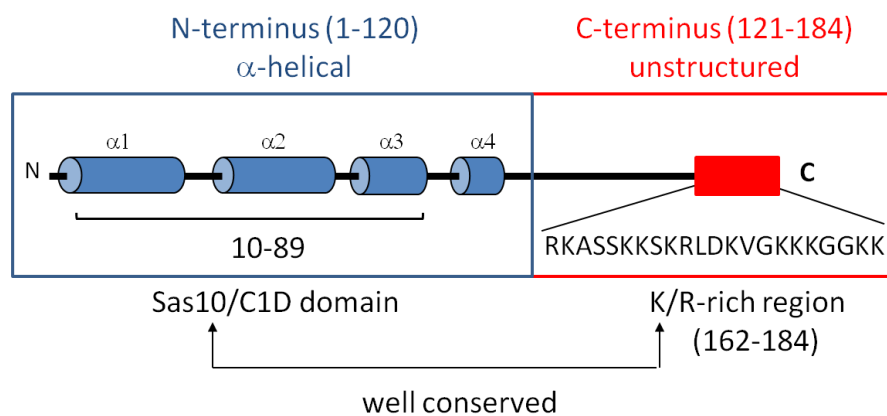 N-terminus (1-120)
α-helical
C-terminus (121-184)
unstructured
α1
α2
α3
α4
N
C
10-89
RKASSKKSKRLDKVGKKKGGKK
Sas10/C1D domain
K/R-rich region
(162-184)
well conserved